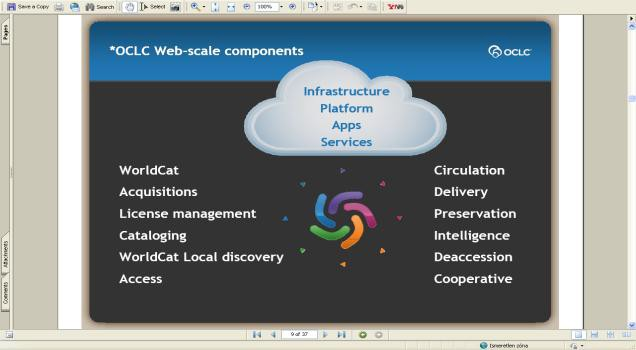 Save a Copy
Search
Select
100%
Y!
Pages
*OCLC Web-scale components
OCLC
Infrastructure
Platform
Apps
Services
WorldCat
Acquisitions
License management
Cataloging
WorldCat Local discovery
Access
Circulation
Delivery
Preservation
Intelligence
Deaccession
Cooperative
Attachments
Comments
9 of 37
Ismeretlen zóna